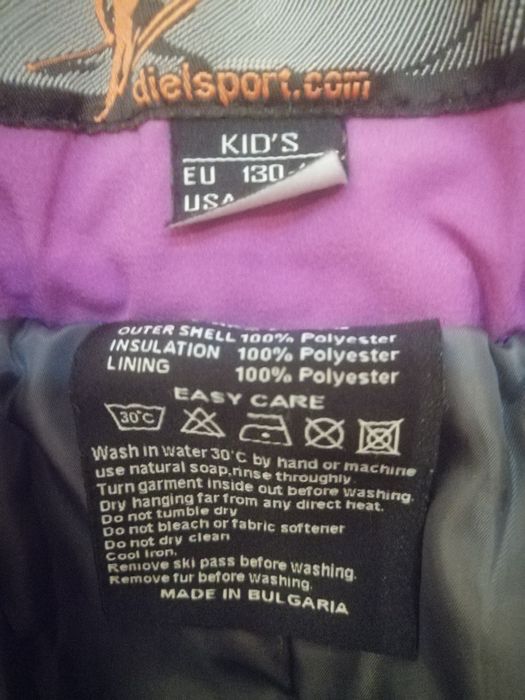 dielsport.com
KID'S
EU 130-
USA
OUTER SHELL 100% Polyester
INSULATION 100% Polyester
LINING 100% Polyester
EASY CARE
30°C
Wash in water 30°C by hand or machine
use natural soap,rinse throughly.
Turn garment inside out before washing.
Dry hanging far from any direct heat.
Do not tumble dry
Do not bleach or fabric softener
Do not dry clean
Cool Iron.
Remove ski pass before washing.
Remove fur before washing.
MADE IN BULGARIA